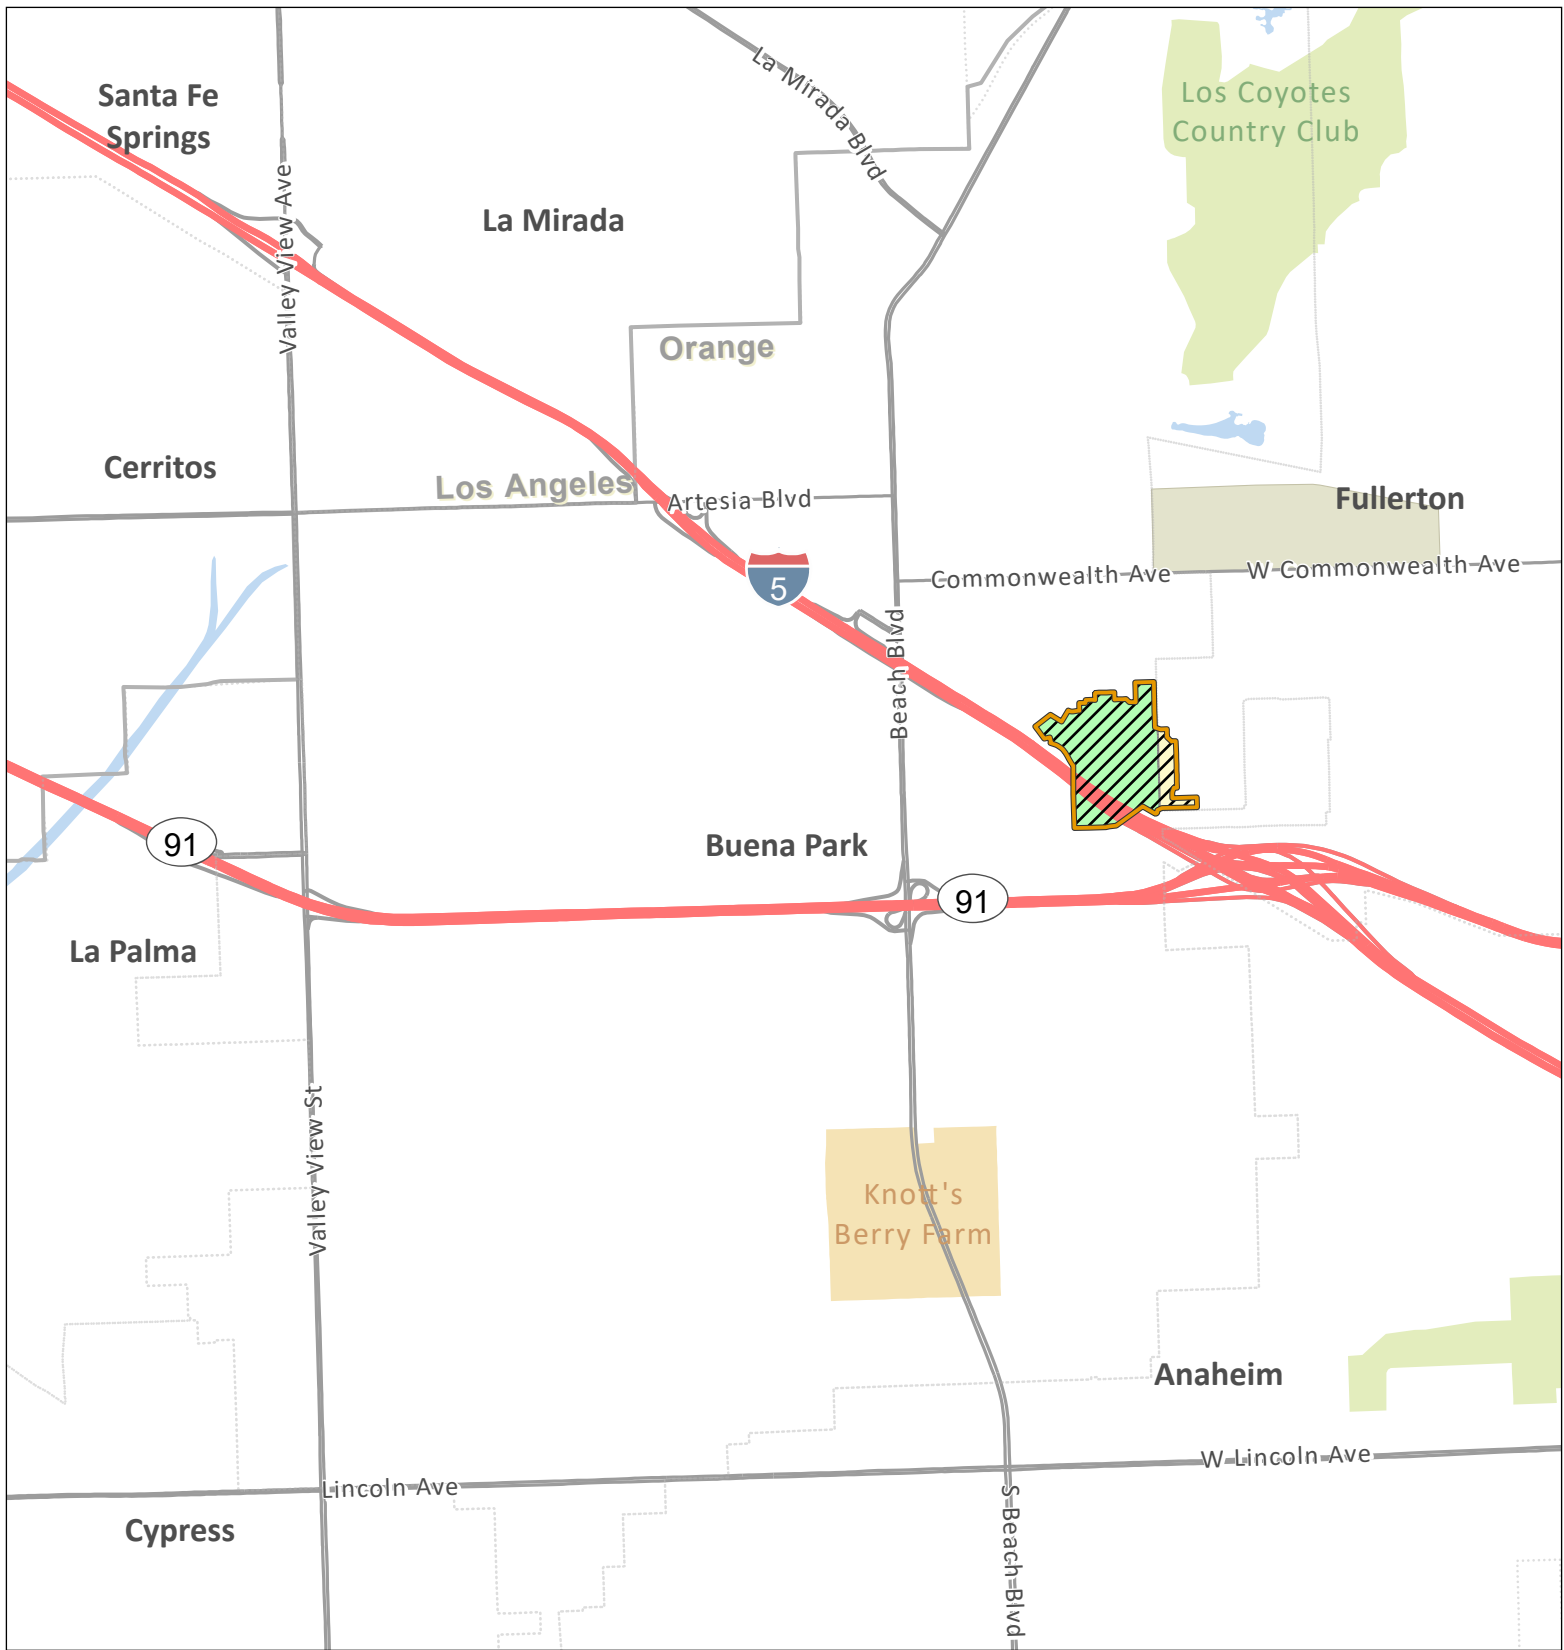 Santa Fe
Springs
La Mirada Blvd
Los Coyotes
Country Club
Valley View Ave
La Mirada
Orange
Cerritos
Los Angeles
Artesia Blvd
Fullerton
5
Commonwealth Ave
W Commonwealth Ave
Beach Blvd
91
Buena Park
91
La Palma
Valley View St
Knott's
Berry Farm
Anaheim
W Lincoln Ave
Lincoln Ave
Cypress
S Beach Blvd